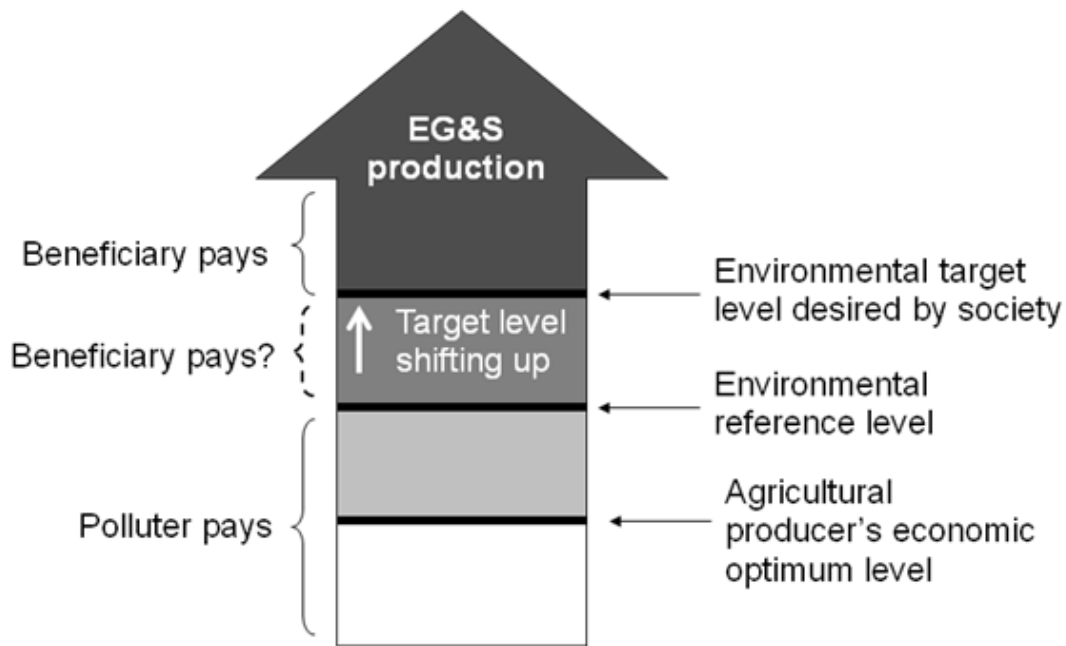 EG&S
production
Beneficiary pays
Environmental target
level desired by society
Target level
shifting up
Beneficiary pays?
Environmental
reference level
Polluter pays
Agricultural
producer's economic
optimum level